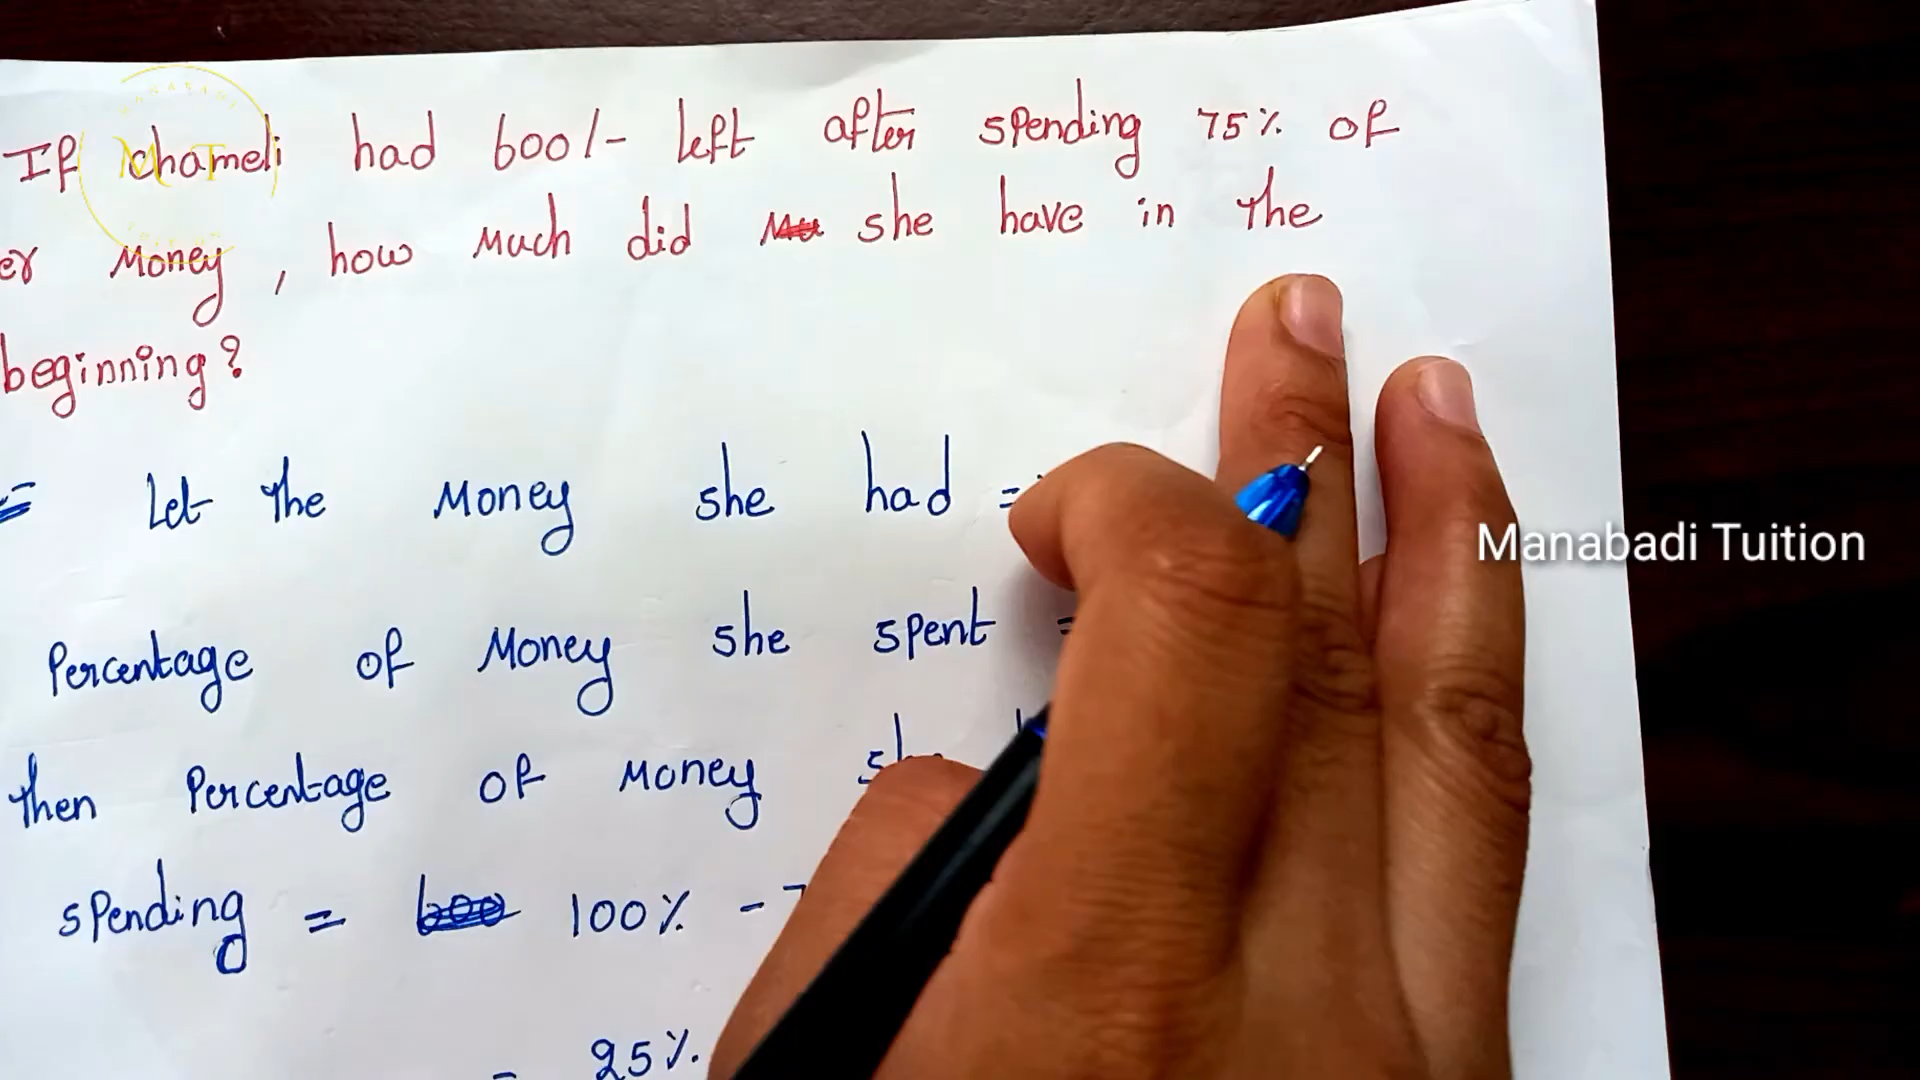 If chameli had 600/- left after spending 75% of
er Money, how Much did she have in the
beginning?
Let the Money she had =
Percentage of Money she spent =
then Percentage of Money she
spending = 100% -
= 25%.
Manabadi Tuition